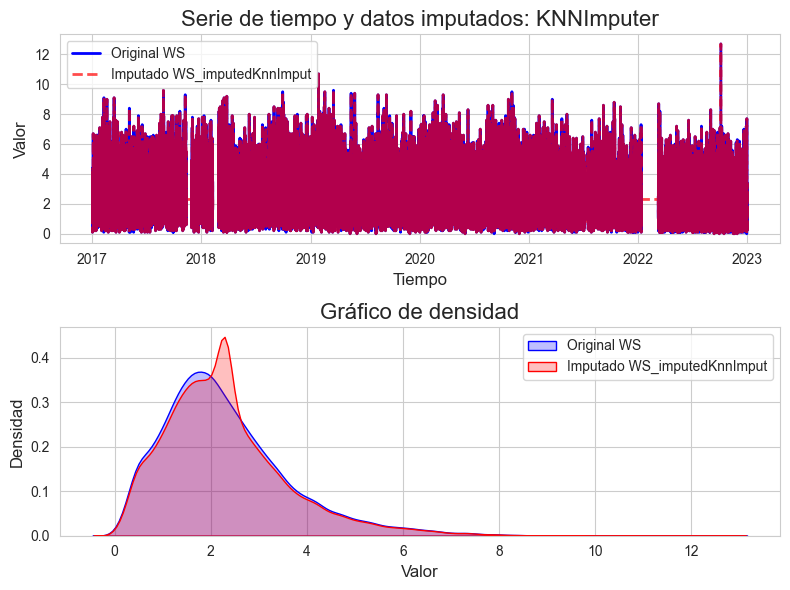 Serie de tiempo y datos imputados: KNNImputer
Original WS
Imputado WS_imputedKnnImput
Valor
12
10
8
6
4
2
0
2017
2018
2019
2020
2021
2022
2023
Tiempo
Gráfico de densidad
Original WS
Imputado WS_imputedKnnImput
Densidad
0.4
0.3
0.2
0.1
0.0
0
2
4
6
8
10
12
Valor